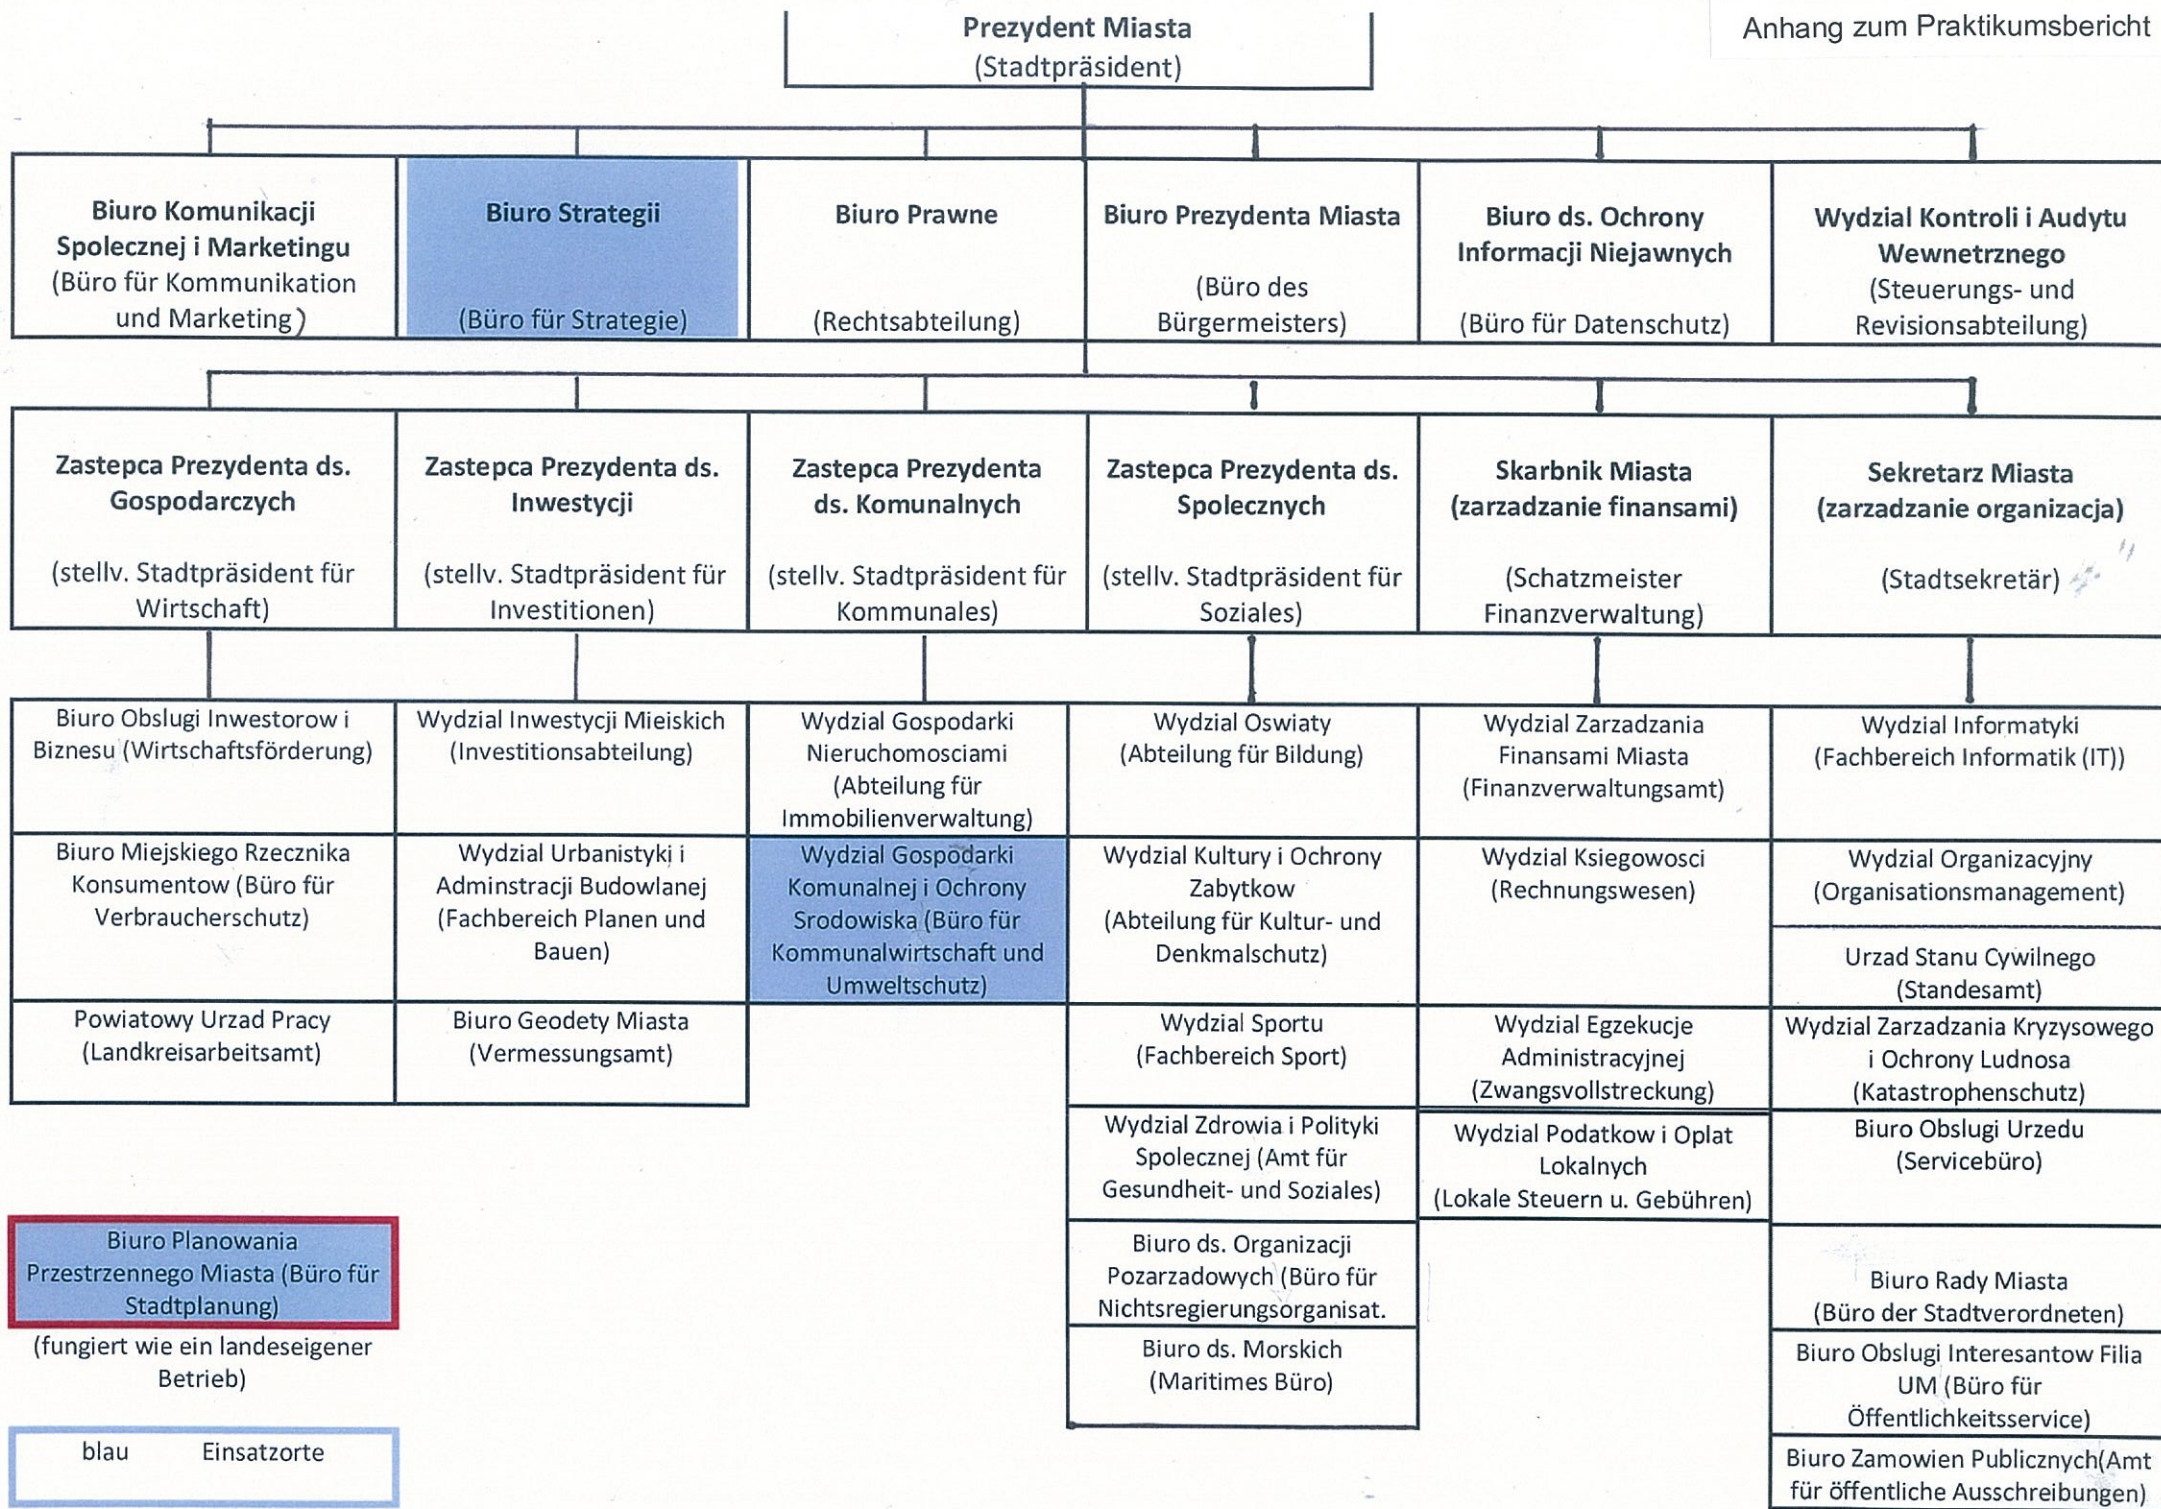 Anhang zum Praktikumsbericht
Prezydent Miasta
(Stadtpräsident)
Biuro Komunikacji
Spolecznej i Marketingu
(Büro für Kommunikation
und Marketing)
Biuro Strategii
(Büro für Strategie)
Biuro Prawne
(Rechtsabteilung)
Biuro Prezydenta Miasta
(Büro des
Bürgermeisters)
Biuro ds. Ochrony
Informacji Niejawnych
(Büro für Datenschutz)
Wydzial Kontroli i Audytu
Wewnetrznego
(Steuerungs- und
Revisionsabteilung)
Zastepca Prezydenta ds.
Gospodarczych
(stellv. Stadtpräsident für
Wirtschaft)
Zastepca Prezydenta ds.
Inwestycji
(stellv. Stadtpräsident für
Investitionen)
Zastepca Prezydenta
ds. Komunalnych
(stellv. Stadtpräsident für
Kommunales)
Zastepca Prezydenta ds.
Spolecznych
(stellv. Stadtpräsident für
Soziales)
Skarbnik Miasta
(zarzadzanie finansami)
(Schatzmeister
Finanzverwaltung)
Sekretarz Miasta
(zarzadzanie organizacja)
(Stadtsekretär)
Biuro Obslugi Inwestorow i
Biznesu (Wirtschaftsförderung)
Biuro Miejskiego Rzecznika
Konsumentow (Büro für
Verbraucherschutz)
Powiatowy Urzad Pracy
(Landkreisarbeitsamt)
Wydzial Inwestycji Mieiskich
(Investitionsabteilung)
Wydzial Urbanistyki i
Adminstracji Budowlanej
(Fachbereich Planen und
Bauen)
Biuro Geodety Miasta
(Vermessungsamt)
Wydzial Gospodarki
Nieruchomosciami
(Abteilung für
Immobilienverwaltung)
Wydzial Gospodarki
Komunalnej i Ochrony
Srodowiska (Büro für
Kommunalwirtschaft und
Umweltschutz)
Wydzial Oswiaty
(Abteilung für Bildung)
Wydzial Kultury i Ochrony
Zabytkow
(Abteilung für Kultur- und
Denkmalschutz)
Wydzial Sportu
(Fachbereich Sport)
Wydzial Zdrowia i Polityki
Spolecznej (Amt für
Gesundheit- und Soziales)
Biuro ds. Organizacji
Pozarzadowych (Büro für
Nichtsregierungsorganisat.
Biuro ds. Morskich
(Maritimes Büro)
Wydzial Zarzadzania
Finansami Miasta
(Finanzverwaltungsamt)
Wydzial Ksiegowosci
(Rechnungswesen)
Wydzial Egzekucje
Administracyjnej
(Zwangsvollstreckung)
Wydzial Podatkow i Oplat
Lokalnych
(Lokale Steuern u. Gebühren)
Wydzial Informatyki
(Fachbereich Informatik (IT))
Wydzial Organizacyjny
(Organisationsmanagement)
Urzad Stanu Cywilnego
(Standesamt)
Wydzial Zarzadzania Kryzysowego
i Ochrony Ludnosa
(Katastrophenschutz)
Biuro Obslugi Urzedu
(Servicebüro)
Biuro Rady Miasta
(Büro der Stadtverordneten)
Biuro Obslugi Interesantow Filia
UM (Büro für
Öffentlichkeitsservice)
Biuro Zamowien Publicznych(Amt
für öffentliche Ausschreibungen)
Biuro Planowania
Przestrzennego Miasta (Büro für
Stadtplanung)
(fungiert wie ein landeseigener
Betrieb)
blau Einsatzorte